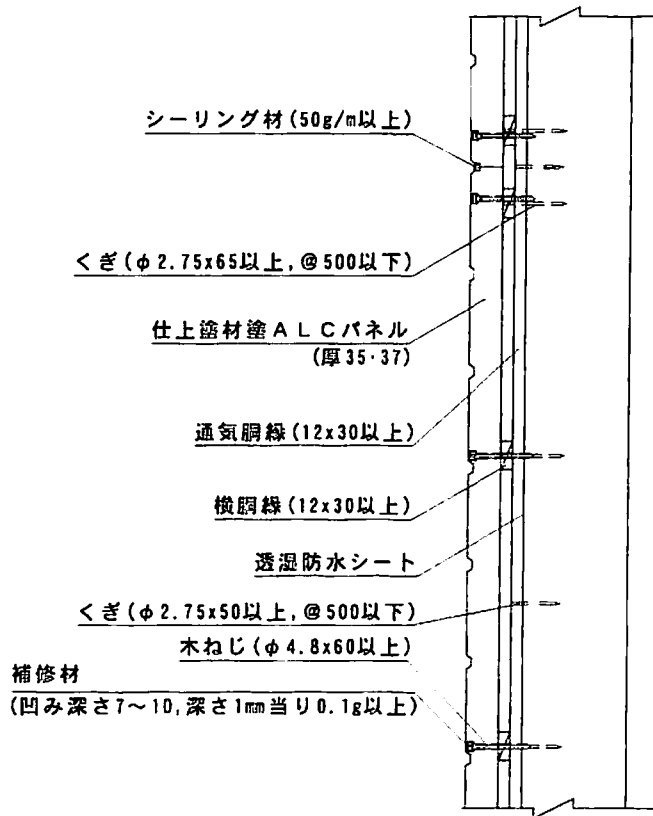 シーリング材(50g/m以上)
くぎ(φ2.75x65以上,@500以下)
仕上塗材塗ALCパネル
(厚35･37)
通気胴縁(12x30以上)
横胴縁(12x30以上)
透湿防水シート
くぎ(φ2.75x50以上,@500以下)
木ねじ(φ4.8x60以上)
補修材
(凹み深さ7～10,深さ1mm当り0.1g以上)